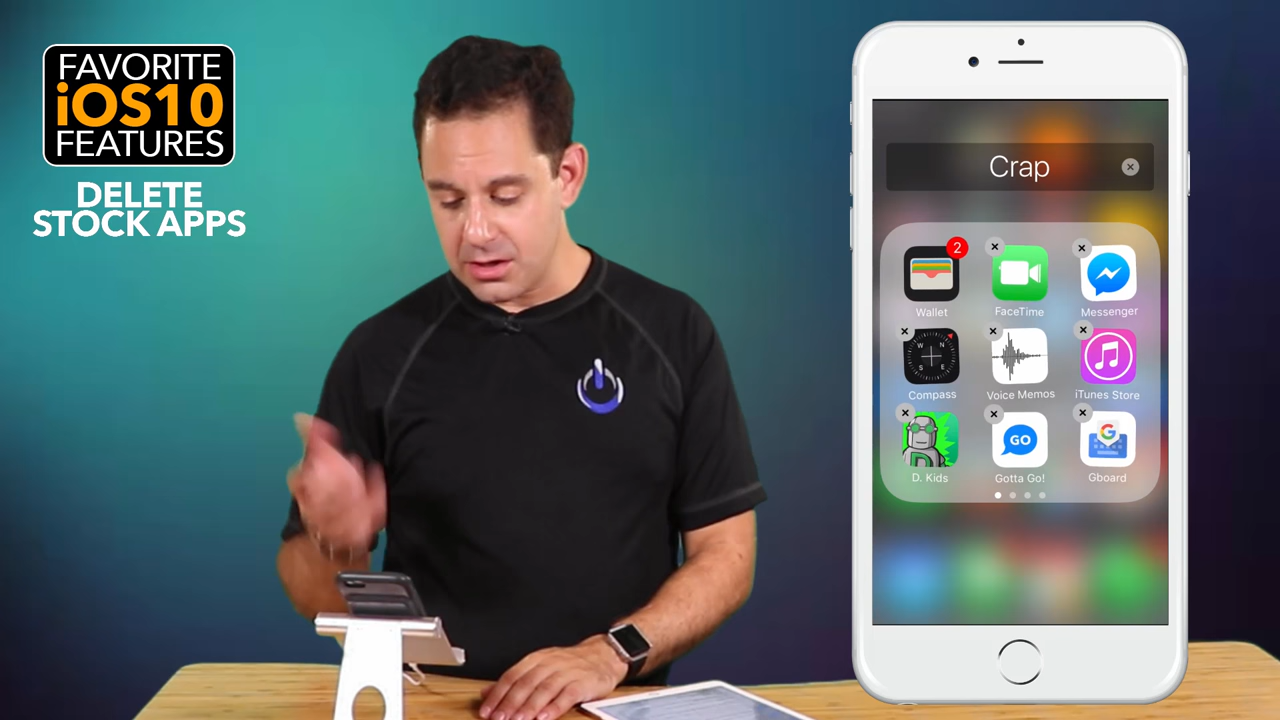 FAVORITE
iOS10
FEATURES
DELETE
STOCK APPS
Crap
2
Wallet
FaceTime
Messenger
N
W
E
S
Compass
Voice Memos
iTunes Store
D
G
GO
D. Kids
Gotta Go!
Gboard